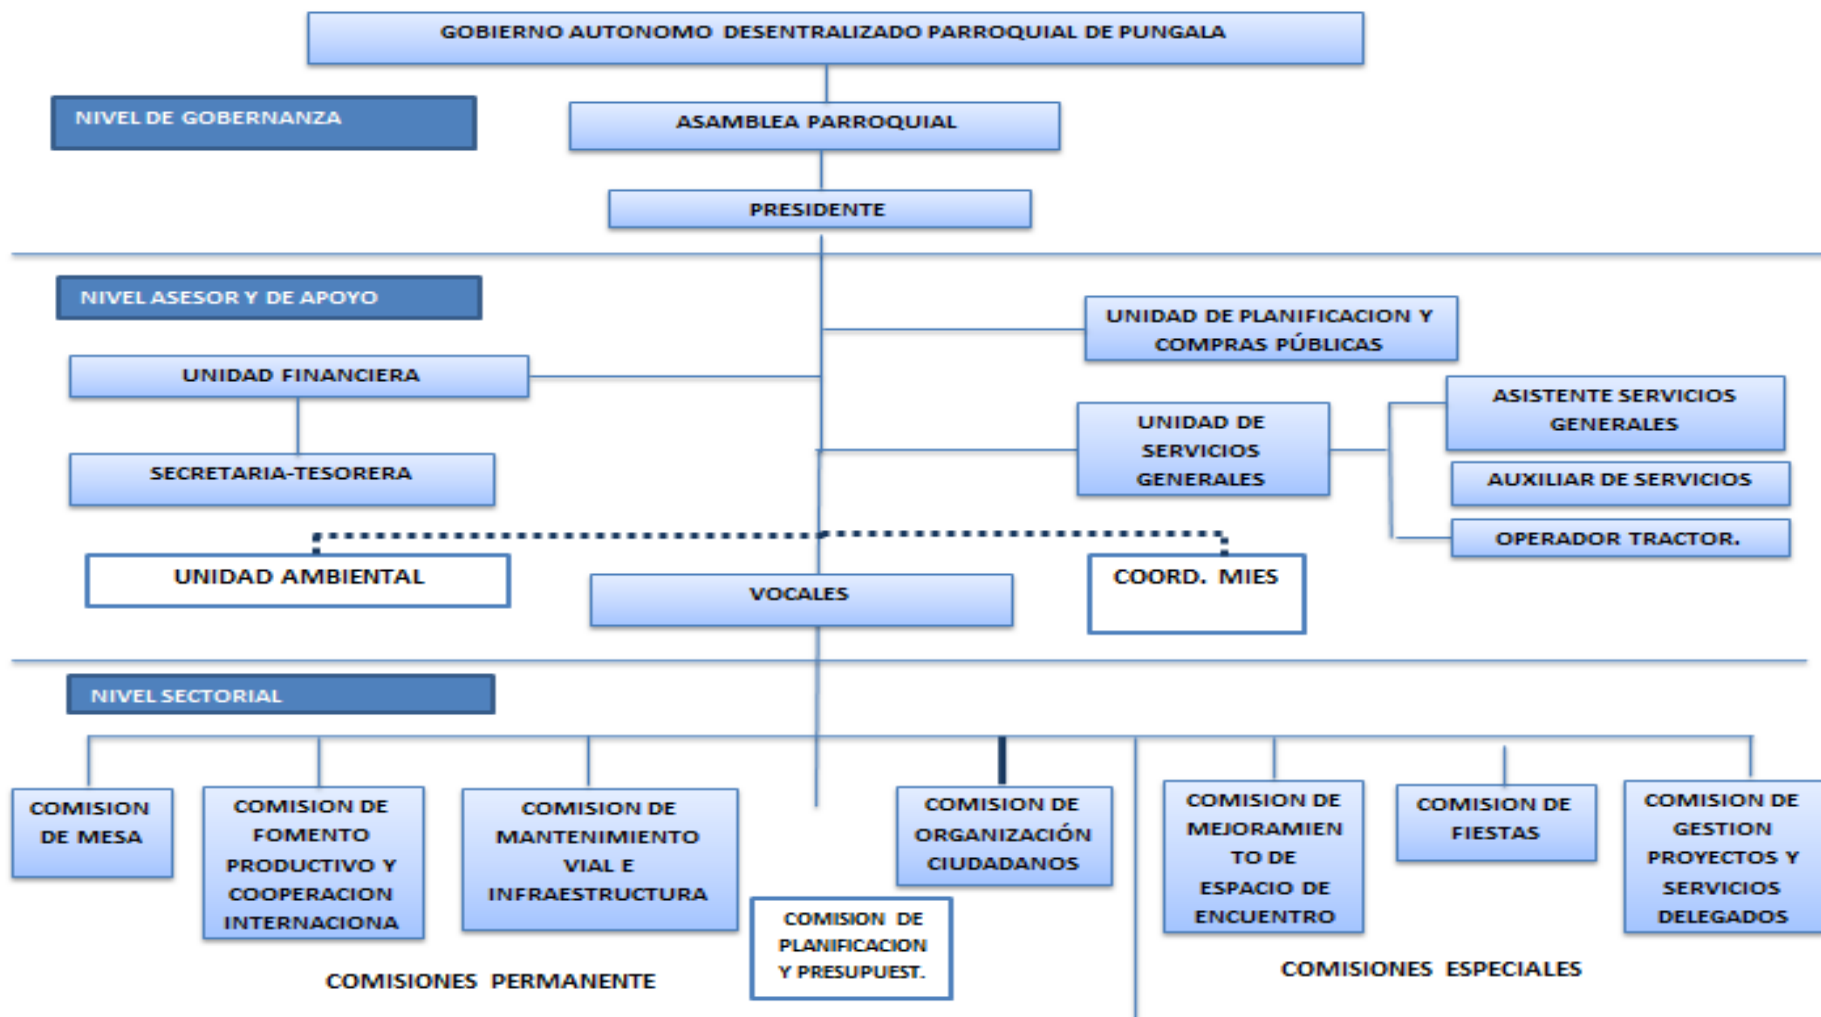 GOBIERNO AUTONOMO DESENTRALIZADO PARROQUIAL DE PUNGALA
NIVEL DE GOBERNANZA
ASAMBLEA PARROQUIAL
PRESIDENTE
NIVEL ASESOR Y DE APOYO
UNIDAD DE PLANIFICACION Y
COMPRAS PÚBLICAS
UNIDAD FINANCIERA
SECRETARIA-TESORERA
UNIDAD DE
SERVICIOS
GENERALES
ASISTENTE SERVICIOS
GENERALES
AUXILIAR DE SERVICIOS
OPERADOR TRACTOR.
UNIDAD AMBIENTAL
VOCALES
COORD. MIES
NIVEL SECTORIAL
COMISION
DE MESA
COMISION DE
FOMENTO
PRODUCTIVO Y
COOPERACION
INTERNACIONA
COMISION DE
MANTENIMIENTO
VIAL E
INFRAESTRUCTURA
COMISION DE
PLANIFICACION
Y PRESUPUEST.
COMISION DE
ORGANIZACIÓN
CIUDADANOS
COMISION DE
MEJORAMIEN
TO DE
ESPACIO DE
ENCUENTRO
COMISION DE
FIESTAS
COMISION DE
GESTION
PROYECTOS Y
SERVICIOS
DELEGADOS
COMISIONES PERMANENTE
COMISIONES ESPECIALES